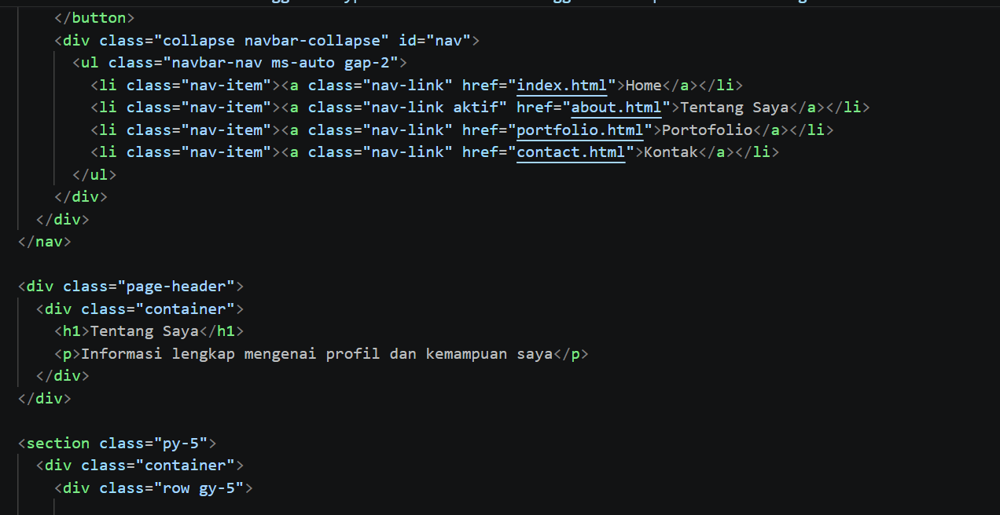 </button>
<div class="collapse navbar-collapse" id="nav">
<ul class="navbar-nav ms-auto gap-2">
<li class="nav-item"><a class="nav-link" href="index.html">Home</a></li>
<li class="nav-item"><a class="nav-link aktif" href="about.html">Tentang Saya</a></li>
<li class="nav-item"><a class="nav-link" href="portfolio.html">Portofolio</a></li>
<li class="nav-item"><a class="nav-link" href="contact.html">Kontak</a></li>
</ul>
</div>
</div>
</nav>
<div class="page-header">
<div class="container">
<h1>Tentang Saya</h1>
<p>Informasi lengkap mengenai profil dan kemampuan saya</p>
</div>
</div>
<section class="py-5">
<div class="container">
<div class="row gy-5">